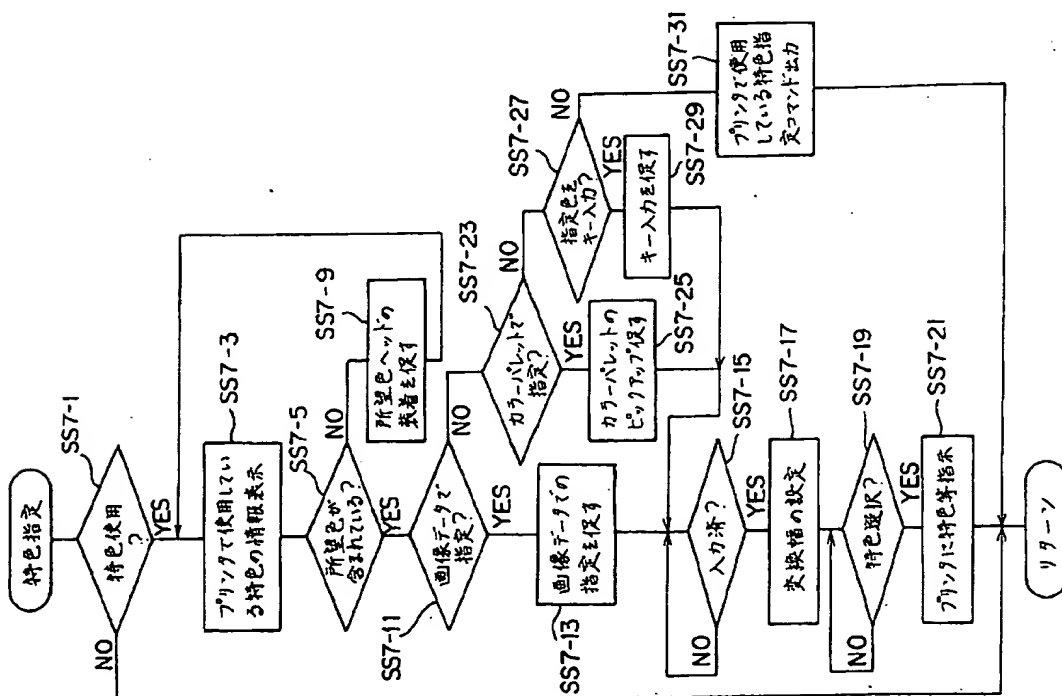 特色指定
SS7-1
特色使用
?
NO
YES
SS7-3
プリンタで使用してい
る特色の情報表示
SS7-5
所望色が
含まれている?
NO
YES
SS7-9
所望色ヘッドの
装着を促す
SS7-11
画像データで
指定?
NO
YES
SS7-13
画像データでの
指定を促す
SS7-23
カラーパレットで
指定?
NO
YES
SS7-25
カラーパレットの
ピックアップ促す
SS7-27
指定色を
キー入力?
NO
YES
SS7-29
キー入力を促す
SS7-31
プリンタで使用
している特色指
定コマンド出力
SS7-15
入力済?
NO
YES
SS7-17
変換幅の設定
SS7-19
特色選択?
NO
YES
SS7-21
プリンタに特色等指示
リターン